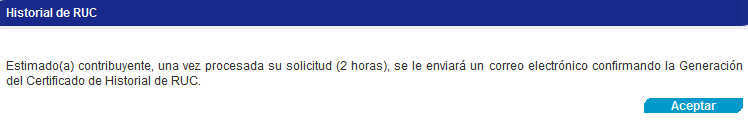 Historial de RUC
Estimado(a) contribuyente, una vez procesada su solicitud (2 horas), se le enviará un correo electrónico confirmando la Generación
del Certificado de Historial de RUC.
Aceptar